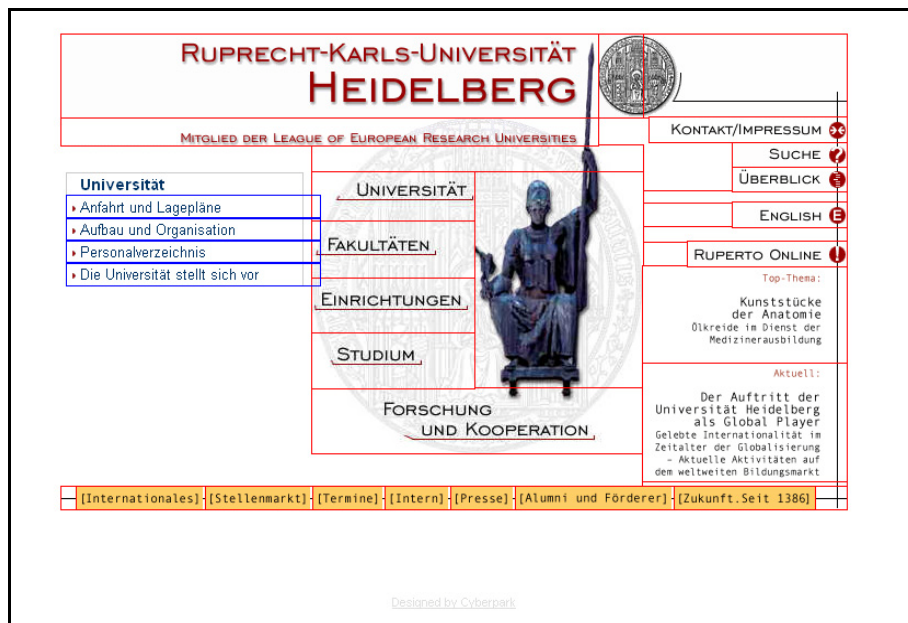 RUPRECHT-KARLS-UNIVERSITÄT
HEIDELBERG
MITGLIED DER LEAGUE OF EUROPEAN RESEARCH UNIVERSITIES
KONTAKT/IMPRESSUM
SUCHE ?
ÜBERBLICK
ENGLISH E
RUPERTO ONLINE !
Universität
Anfahrt und Lagepläne
Aufbau und Organisation
Personalverzeichnis
Die Universität stellt sich vor
UNIVERSITÄT
FAKULTÄTEN
EINRICHTUNGEN
STUDIUM
FORSCHUNG
UND KOOPERATION
Top-Thema:
Kunststücke
der Anatomie
Ölkreide im Dienst der
Medizinerausbildung
Aktuell:
Der Auftritt der
Universität Heidelberg
als Global Player
Gelebte Internationalität im
Zeitalter der Globalisierung
– Aktuelle Aktivitäten auf
dem weltweiten Bildungsmarkt
[Internationales] [Stellenmarkt] [Termine] [Intern] [Presse] [Alumni und Förderer] [Zukunft.Seit 1386]
Designed by Cyberpark